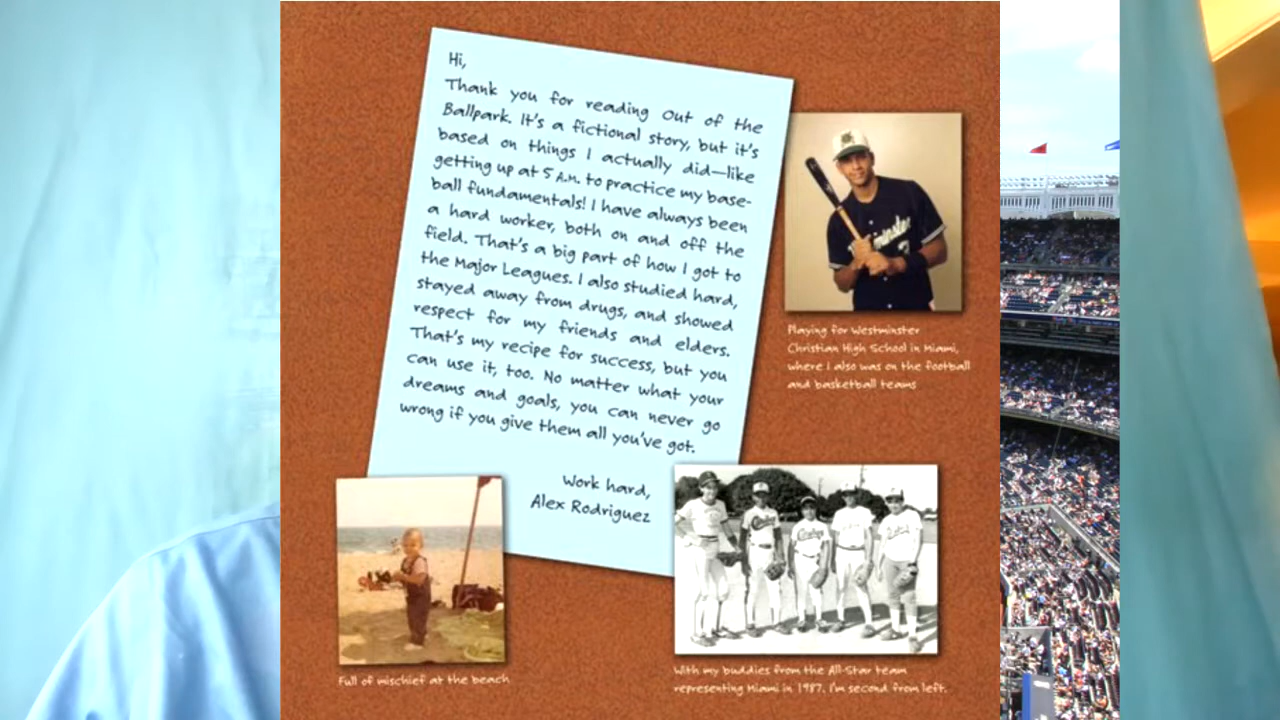 Hi,
Thank you for reading Out of the
Ballpark. It's a fictional story, but it's
based on things I actually did—like
getting up at 5 A.M. to practice my base-
ball fundamentals! I have always been
a hard worker, both on and off the
field. That's a big part of how I got to
the Major Leagues. I also studied hard,
stayed away from drugs, and showed
respect for my friends and elders.
That's my recipe for success, but you
can use it, too. No matter what your
dreams and goals, you can never go
wrong if you give them all you've got.
Work hard,
Alex Rodriguez
Playing for Westminster
Christian High School in Miami,
where I also was on the football
and basketball teams
Full of mischief at the beach
With my buddies from the All-Star team
representing Miami in 1987. I'm second from left.